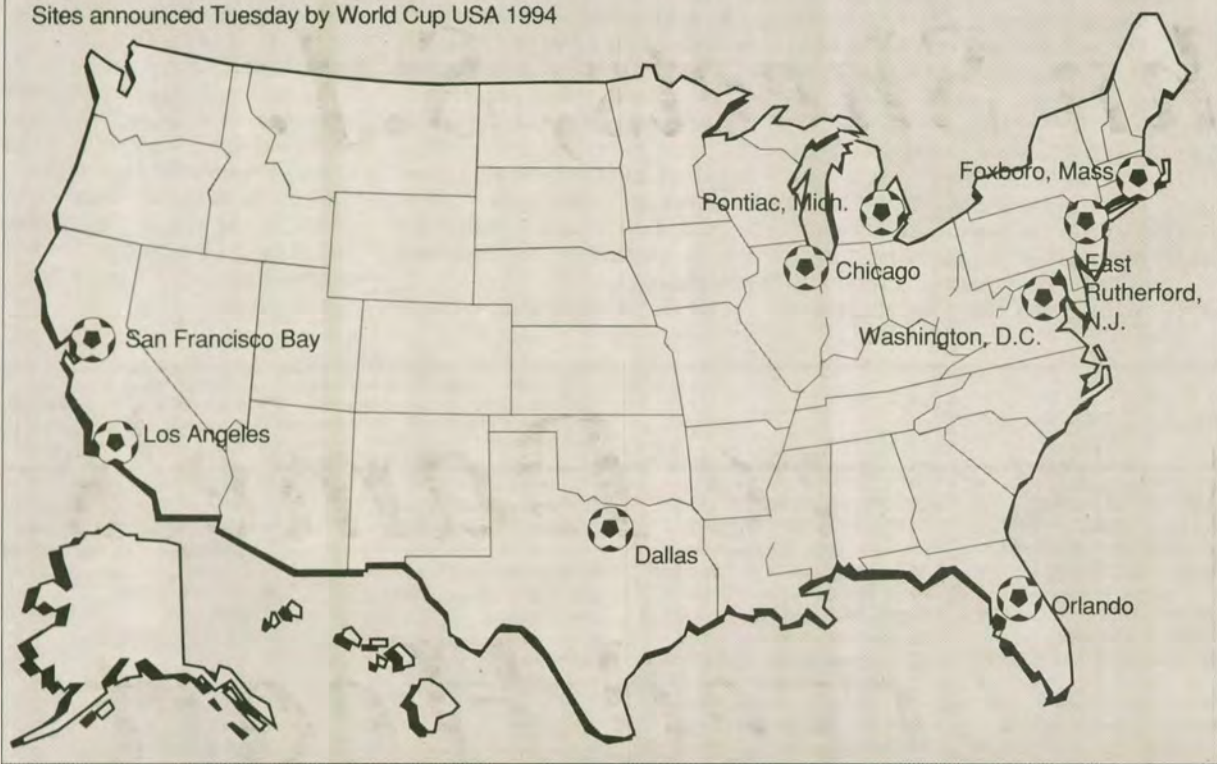 Sites announced Tuesday by World Cup USA 1994
Foxboro, Mass
Pontiac, Mich.
Chicago
East
Rutherford,
N.J.
Washington, D.C.
San Francisco Bay
Los Angeles
Dallas
Orlando